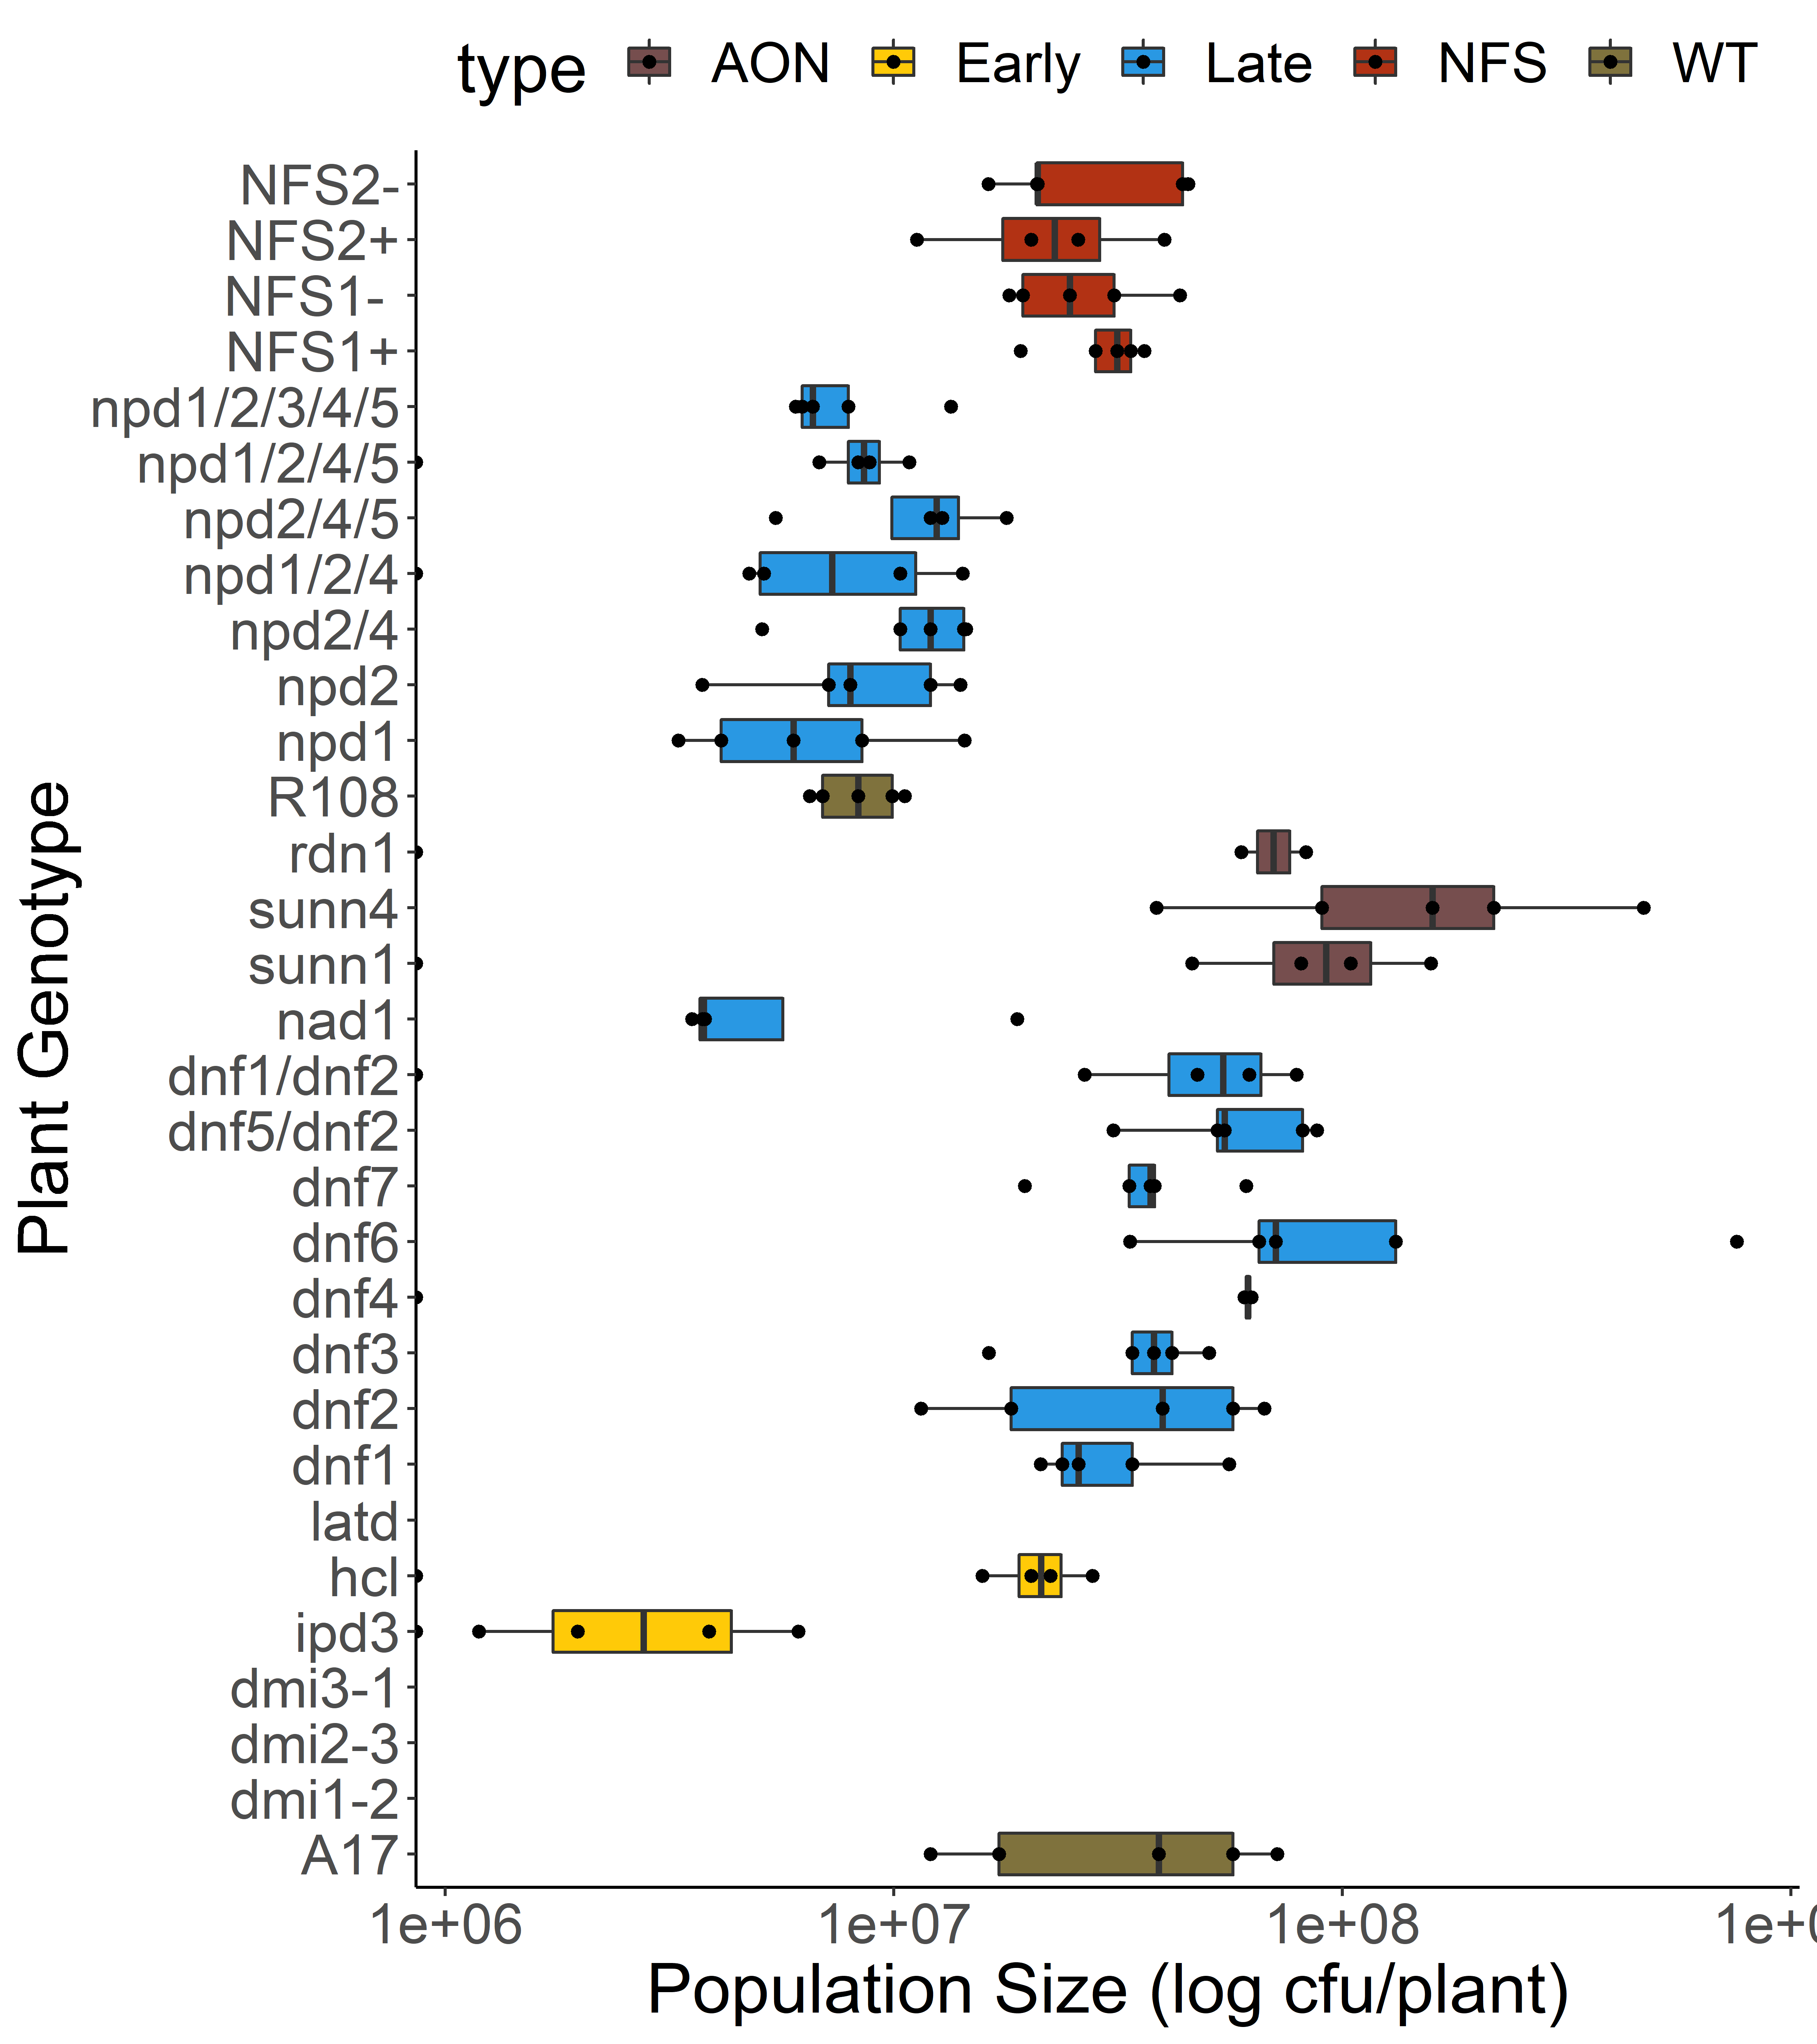 type AON Early Late NFS WT
NFS2-
NFS2+
NFS1-
NFS1+
npd1/2/3/4/5
npd1/2/4/5
npd2/4/5
npd1/2/4
npd2/4
npd2
npd1
R108
rdn1
sunn4
sunn1
nad1
dnf1/dnf2
dnf5/dnf2
dnf7
dnf6
dnf4
dnf3
dnf2
dnf1
latd
hcl
ipd3
dmi3-1
dmi2-3
dmi1-2
A17
Plant Genotype
1e+06 1e+07 1e+08
Population Size (log cfu/plant)